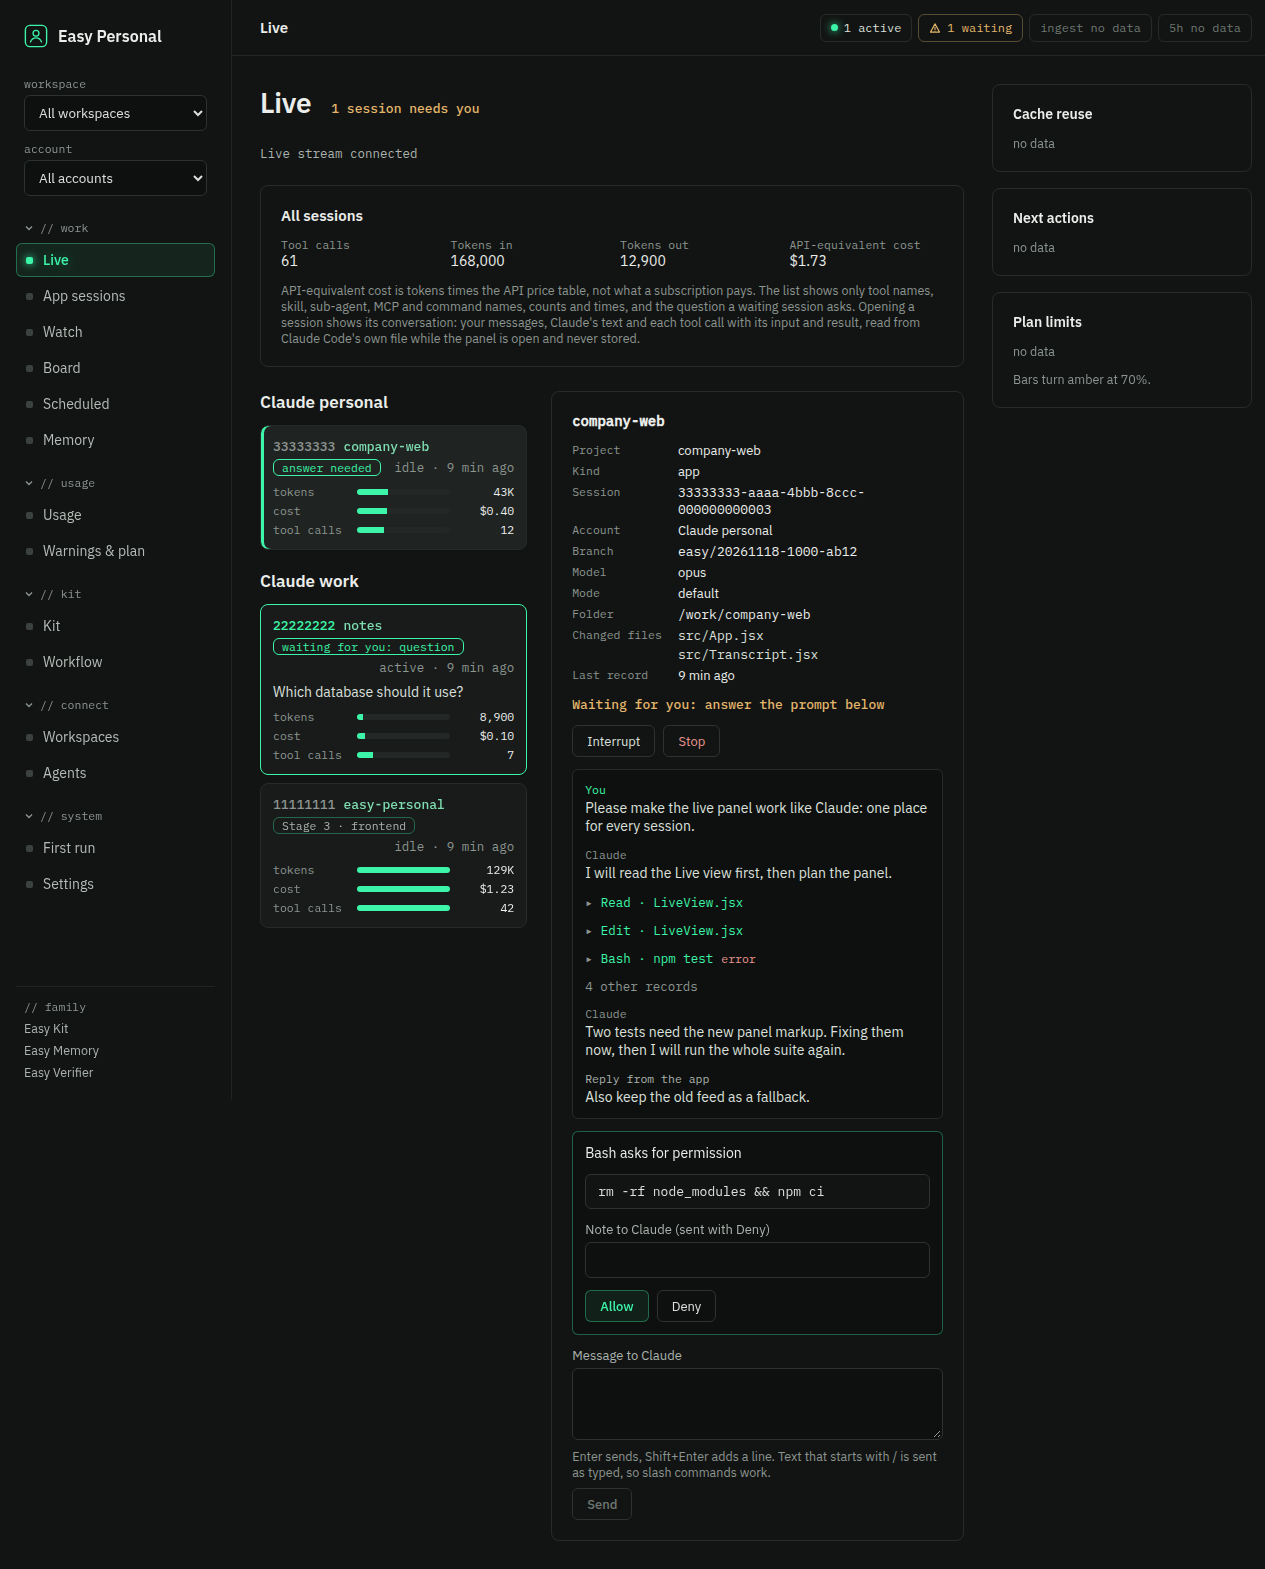 Easy Personal
workspace
All workspaces
account
All accounts
// work
Live
App sessions
Watch
Board
Scheduled
Memory
// usage
Usage
Warnings & plan
// kit
Kit
Workflow
// connect
Workspaces
Agents
// system
First run
Settings
// family
Easy Kit
Easy Memory
Easy Verifier
Live
1 active
1 waiting
ingest no data
5h no data
Live 1 session needs you
Live stream connected
All sessions
Tool calls Tokens in Tokens out API-equivalent cost
61 168,000 12,900 $1.73
API-equivalent cost is tokens times the API price table, not what a subscription pays. The list shows only tool names,
skill, sub-agent, MCP and command names, counts and times, and the question a waiting session asks. Opening a
session shows its conversation: your messages, Claude's text and each tool call with its input and result, read from
Claude Code's own file while the panel is open and never stored.
Claude personal
33333333 company-web
answer needed idle · 9 min ago
tokens 43K
cost $0.40
tool calls 12
Claude work
22222222 notes
waiting for you: question
active · 9 min ago
Which database should it use?
tokens 8,900
cost $0.10
tool calls 7
11111111 easy-personal
Stage 3 · frontend
idle · 9 min ago
tokens 129K
cost $1.23
tool calls 42
company-web
Project company-web
Kind app
Session 33333333-aaaa-4bbb-8ccc-
000000000003
Account Claude personal
Branch easy/20261118-1000-ab12
Model opus
Mode default
Folder /work/company-web
Changed files src/App.jsx
src/Transcript.jsx
Last record 9 min ago
Waiting for you: answer the prompt below
Interrupt Stop
You
Please make the live panel work like Claude: one place
for every session.
Claude
I will read the Live view first, then plan the panel.
▸ Read · LiveView.jsx
▸ Edit · LiveView.jsx
▸ Bash · npm test error
4 other records
Claude
Two tests need the new panel markup. Fixing them
now, then I will run the whole suite again.
Reply from the app
Also keep the old feed as a fallback.
Bash asks for permission
rm -rf node_modules && npm ci
Note to Claude (sent with Deny)
Allow Deny
Message to Claude
Enter sends, Shift+Enter adds a line. Text that starts with / is sent
as typed, so slash commands work.
Send
Cache reuse
no data
Next actions
no data
Plan limits
no data
Bars turn amber at 70%.